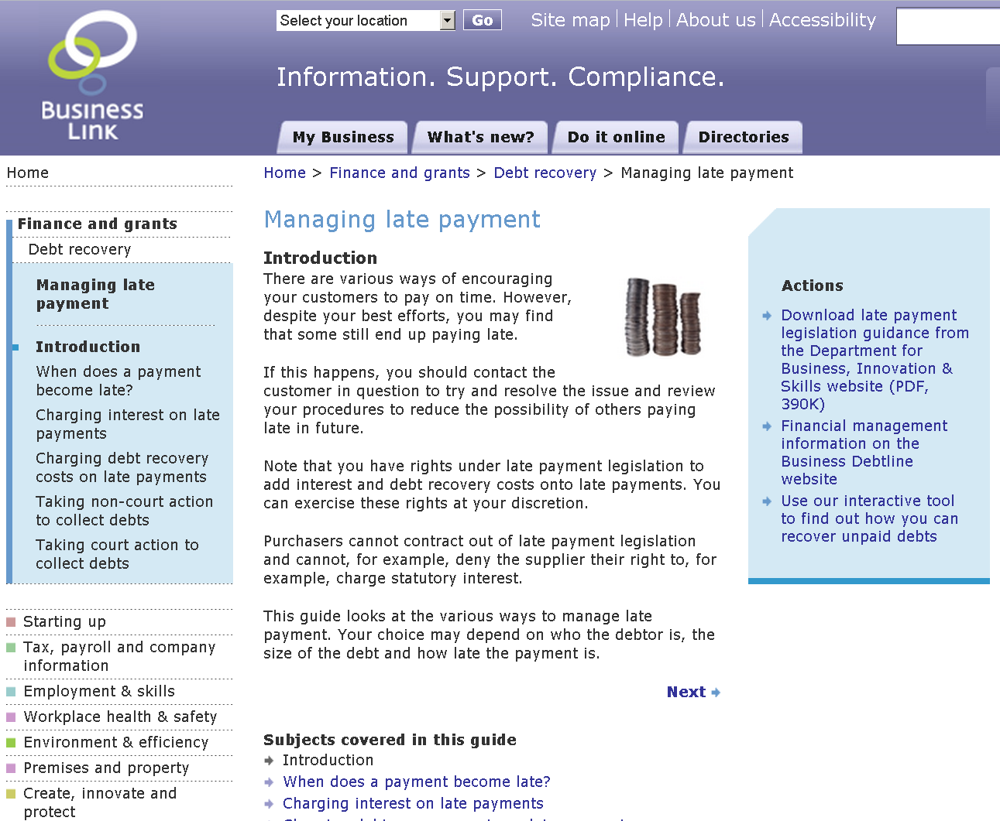 Select your location
Go
Site map
Help
About us
Accessibility
Business
Link
Information. Support. Compliance.
My Business
What's new?
Do it online
Directories
Home
Finance and grants
Debt recovery
Managing late
payment
Introduction
When does a payment
become late?
Charging interest on late
payments
Charging debt recovery
costs on late payments
Taking non-court action
to collect debts
Taking court action to
collect debts
Starting up
Tax, payroll and company
information
Employment & skills
Workplace health & safety
Environment & efficiency
Premises and property
Create, innovate and
protect
Home > Finance and grants > Debt recovery > Managing late payment
Managing late payment
Introduction
There are various ways of encouraging
your customers to pay on time. However,
despite your best efforts, you may find
that some still end up paying late.
If this happens, you should contact the
customer in question to try and resolve the issue and review
your procedures to reduce the possibility of others paying
late in future.
Note that you have rights under late payment legislation to
add interest and debt recovery costs onto late payments. You
can exercise these rights at your discretion.
Purchasers cannot contract out of late payment legislation
and cannot, for example, deny the supplier their right to, for
example, charge statutory interest.
This guide looks at the various ways to manage late
payment. Your choice may depend on who the debtor is, the
size of the debt and how late the payment is.
Next
Subjects covered in this guide
Introduction
When does a payment become late?
Charging interest on late payments
Actions
Download late payment
legislation guidance from
the Department for
Business, Innovation &
Skills website (PDF,
390K)
Financial management
information on the
Business Debtline
website
Use our interactive tool
to find out how you can
recover unpaid debts